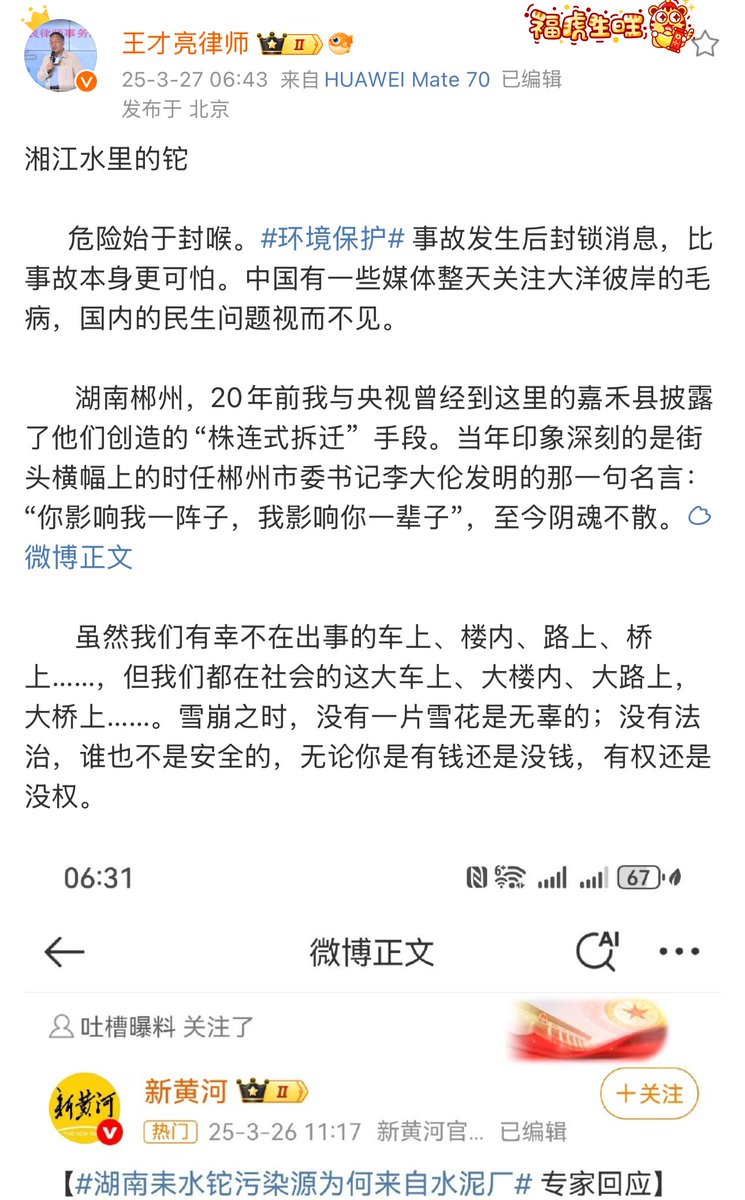 福虎生旺
王才亮律师 II
25-3-27 06:43 来自 HUAWEI Mate 70 已编辑
发布于 北京
湘江水里的铊
危险始于封喉。#环境保护# 事故发生后封锁消息，比
事故本身更可怕。中国有一些媒体整天关注大洋彼岸的毛
病，国内的民生问题视而不见。
湖南郴州，20年前我与央视曾经到这里的嘉禾县披露
了他们创造的“株连式拆迁”手段。当年印象深刻的是街
头横幅上的时任郴州市委书记李大伦发明的那一句名言：
“你影响我一阵子，我影响你一辈子”，至今阴魂不散。
微博正文
虽然我们有幸不在出事的车上、楼内、路上、桥
上……，但我们都在社会的这大车上、大楼内、大路上，
大桥上……。雪崩之时，没有一片雪花是无辜的；没有法
治，谁也不是安全的，无论你是有钱还是没钱，有权还是
没权。
06:31 67
微博正文 AI
吐槽曝料 关注了
新黄河
新黄河 II
+关注
热门 25-3-26 11:17 新黄河官... 已编辑
【#湖南耒水铊污染源为何来自水泥厂# 专家回应】